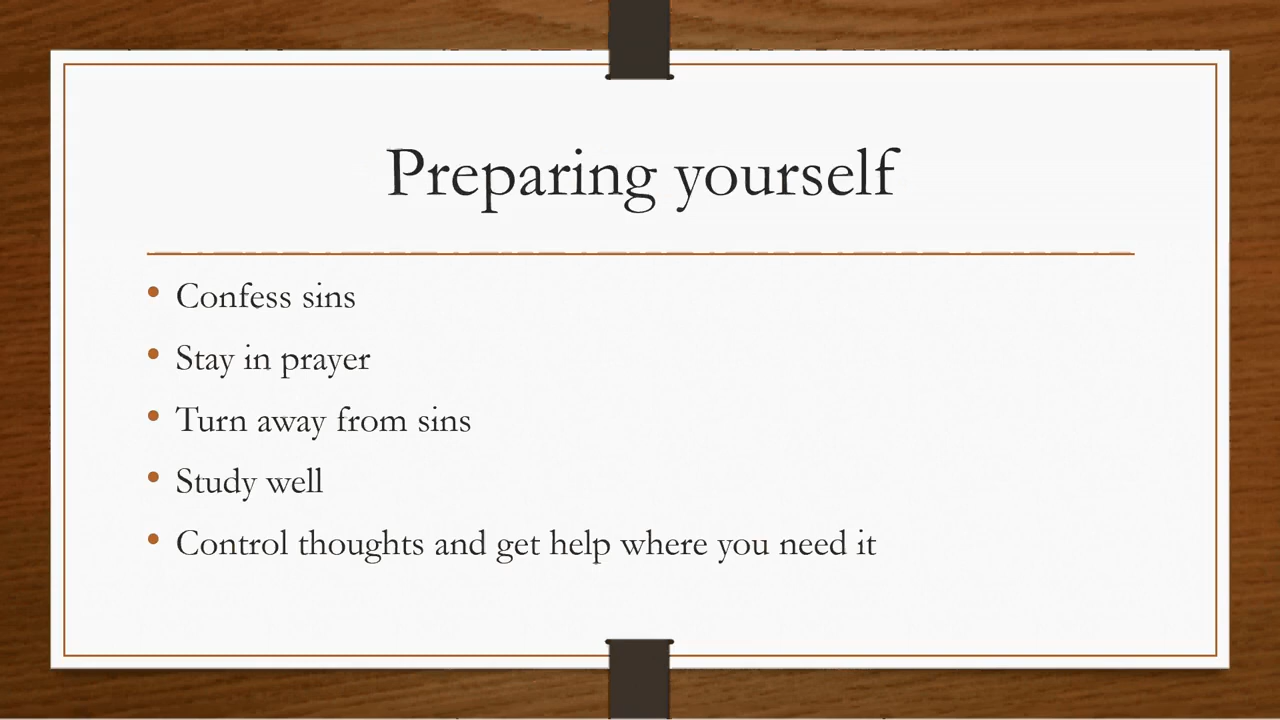 Preparing yourself
• Confess sins
• Stay in prayer
• Turn away from sins
• Study well
• Control thoughts and get help where you need it